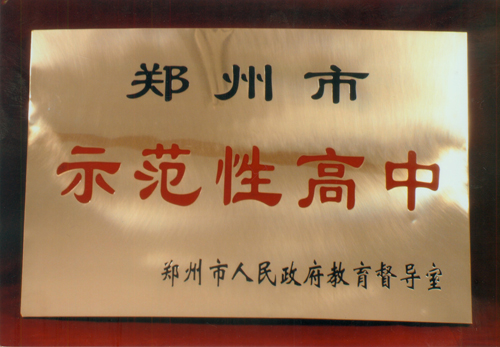 郑州市
示范性高中
郑州市人民政府教育督导室